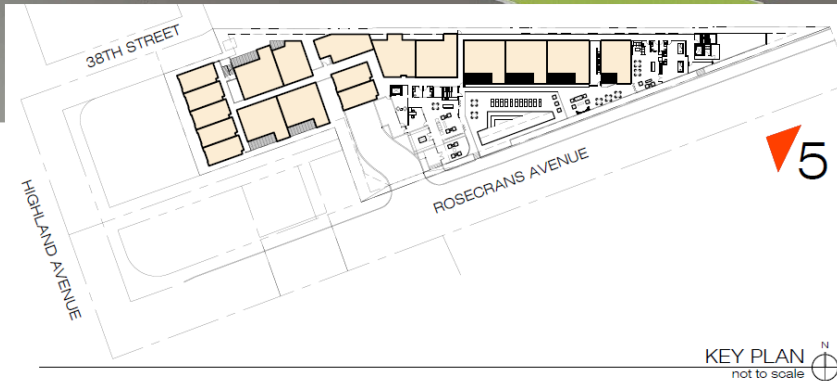 38TH STREET
5
HIGHLAND AVENUE
ROSECRANS AVENUE
KEY PLAN
not to scale
N